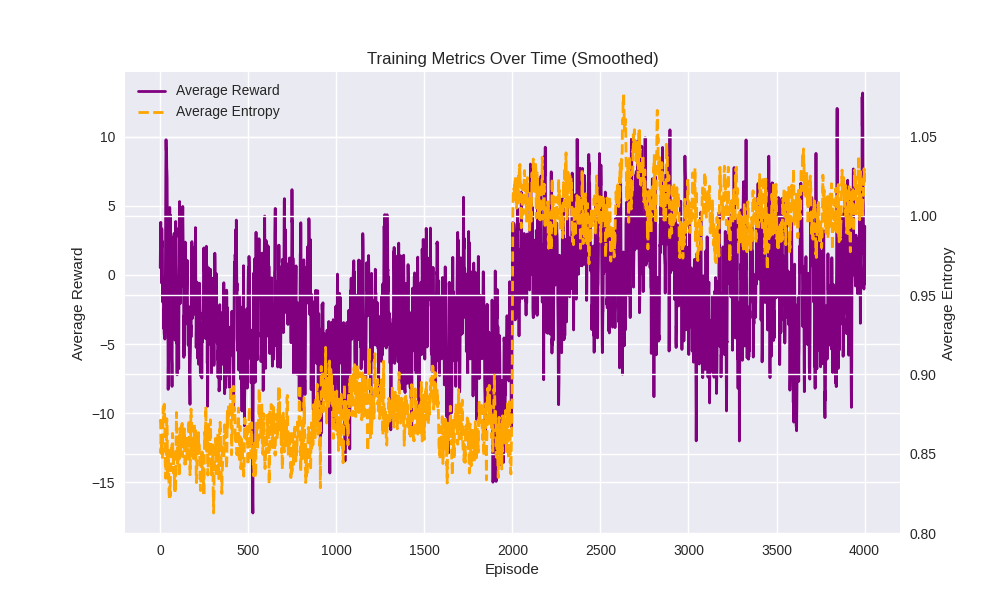 Training Metrics Over Time (Smoothed)
Average Reward
Average Entropy
10
5
0
−5
−10
−15
Average Reward
1.05
1.00
0.95
0.90
0.85
0.80
Average Entropy
0 500 1000 1500 2000 2500 3000 3500 4000
Episode